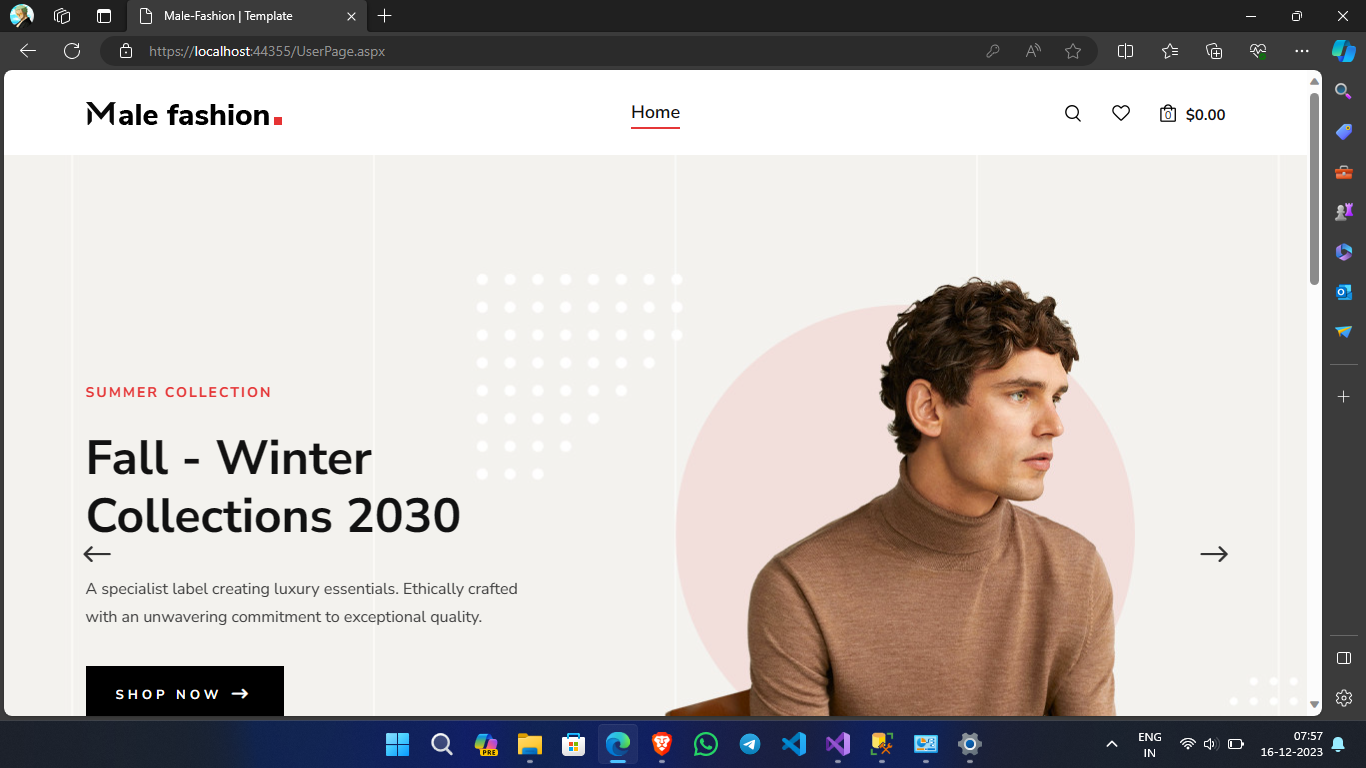 Male-Fashion | Template
https://localhost:44355/UserPage.aspx
Male fashion
Home
0
$0.00
SUMMER COLLECTION
Fall - Winter
Collections 2030
A specialist label creating luxury essentials. Ethically crafted
with an unwavering commitment to exceptional quality.
SHOP NOW
PRE
ENG
IN
07:57
16-12-2023